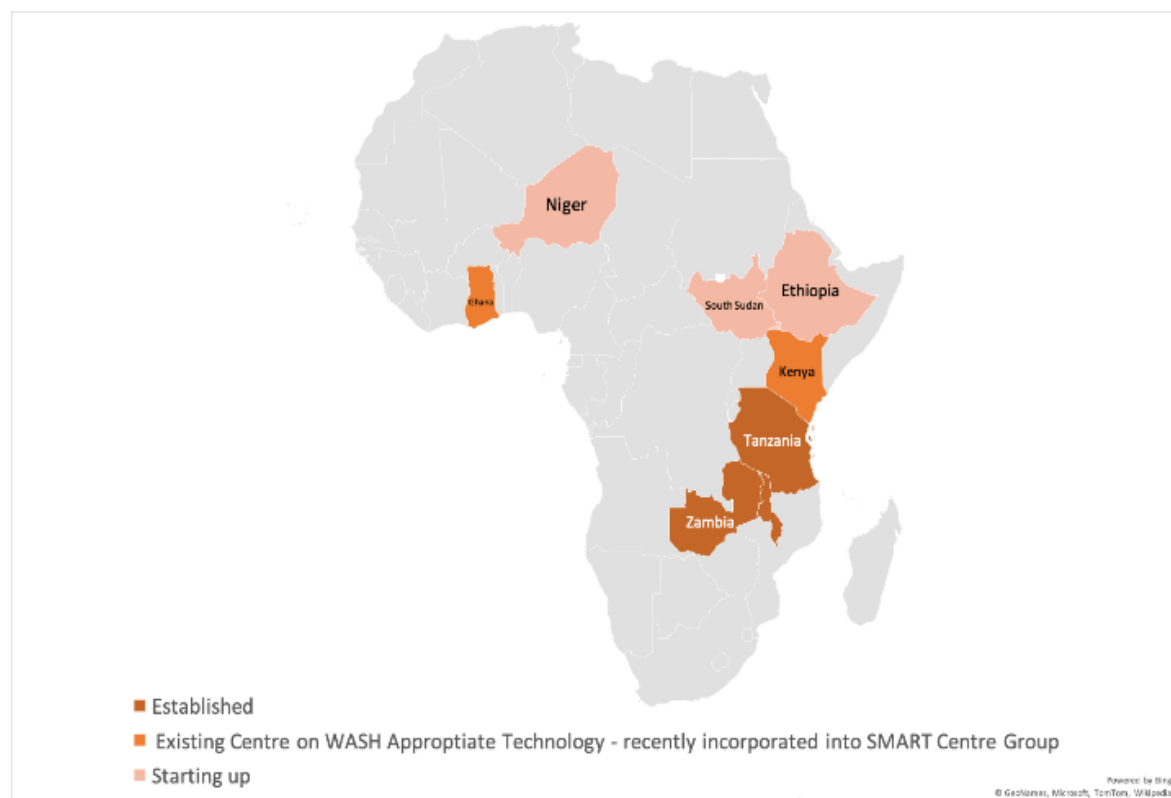 Niger
Ghana
South Sudan
Ethiopia
Kenya
Tanzania
Zambia
Established
Existing Centre on WASH Approptiate Technology - recently incorporated into SMART Centre Group
Starting up
Powered by Bing
© GeoNames, Microsoft, TomTom, Wikipedia